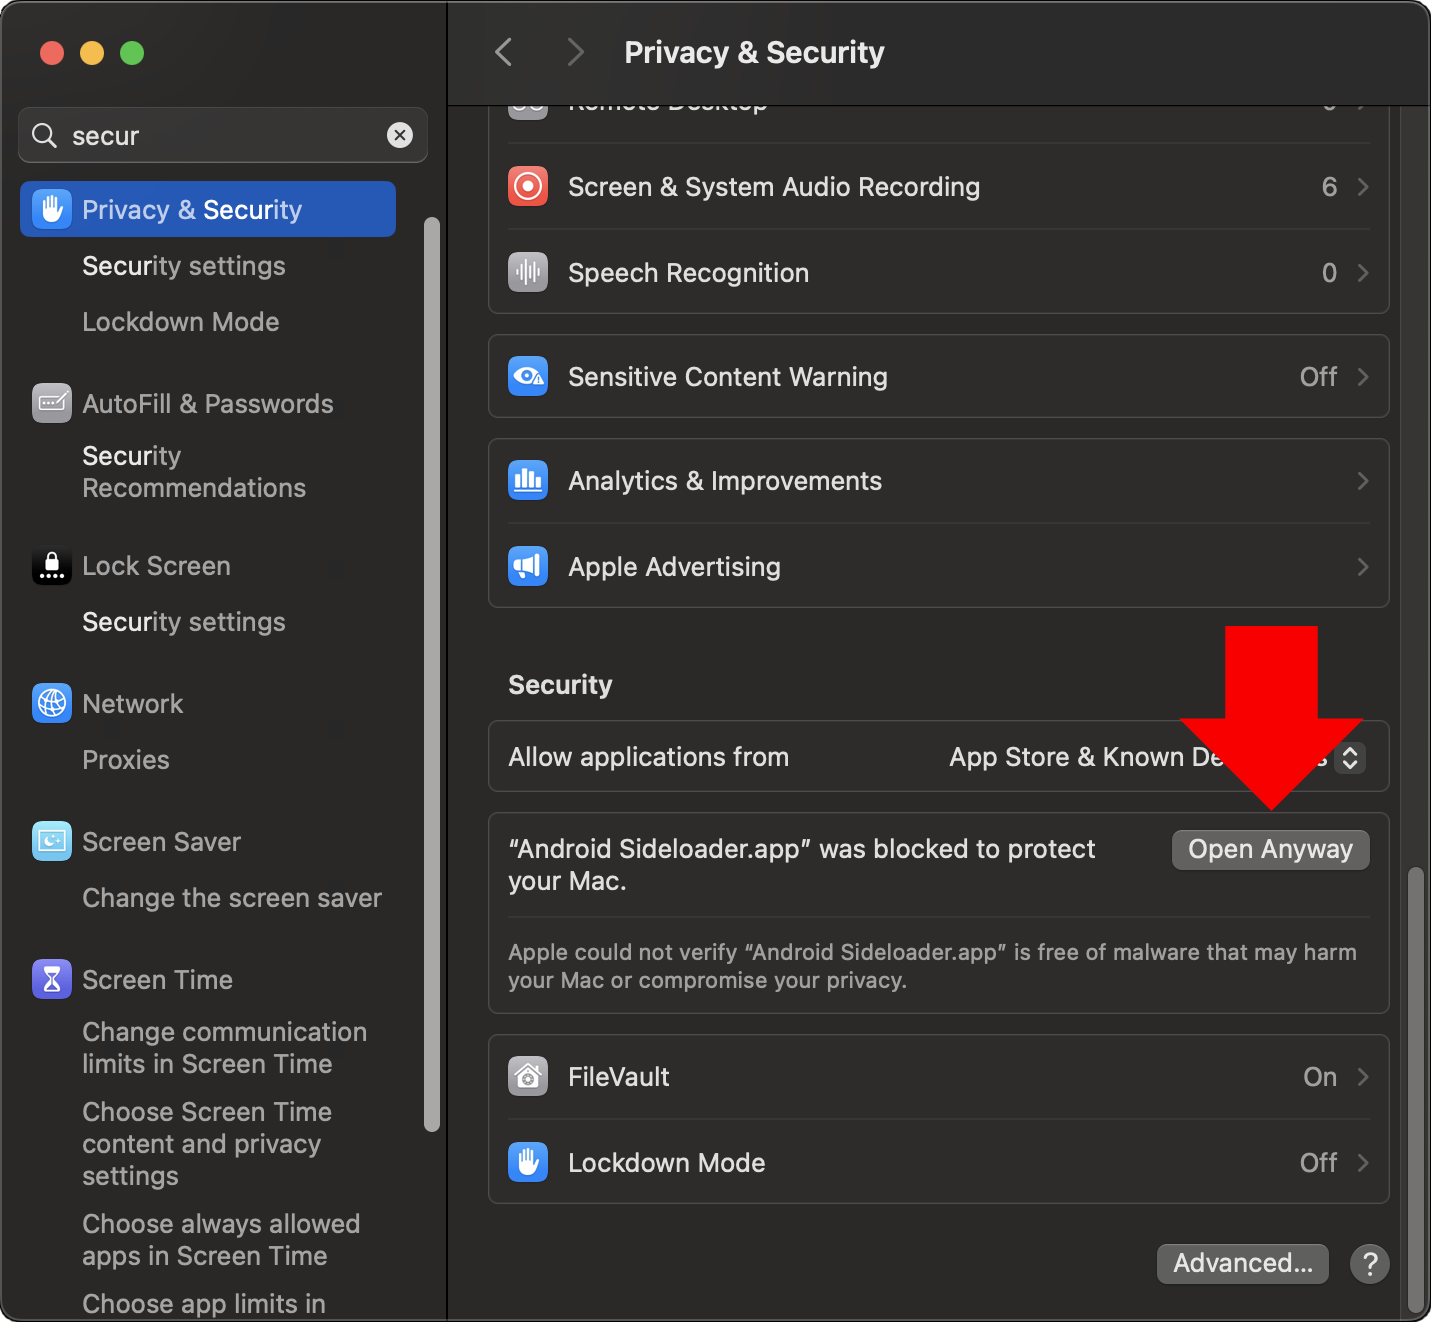 secur
Privacy & Security
Security settings
Lockdown Mode
AutoFill & Passwords
Security
Recommendations
Lock Screen
Security settings
Network
Proxies
Screen Saver
Change the screen saver
Screen Time
Change communication
limits in Screen Time
Choose Screen Time
content and privacy
settings
Choose always allowed
apps in Screen Time
Choose app limits in
Privacy & Security
Remote Desktop
Screen & System Audio Recording 6
Speech Recognition 0
Sensitive Content Warning Off
Analytics & Improvements
Apple Advertising
Security
Allow applications from App Store & Known
“Android Sideloader.app” was blocked to protect
your Mac.
Open Anyway
Apple could not verify “Android Sideloader.app” is free of malware that may harm
your Mac or compromise your privacy.
FileVault On
Lockdown Mode Off
Advanced...
?